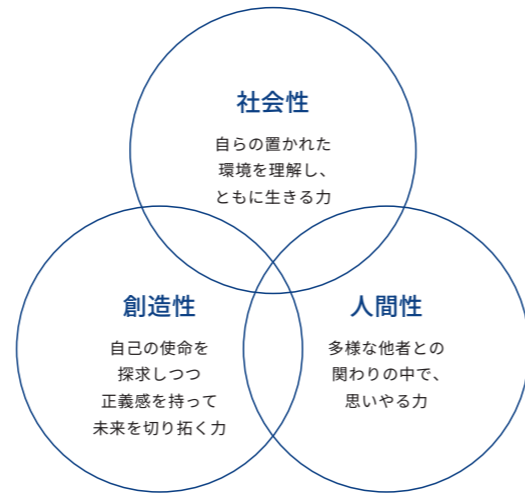 社会性
自らの置かれた
環境を理解し、
ともに生きる力
創造性
自己の使命を
探求しつつ
正義感を持って
未来を切り拓く力
人間性
多様な他者との
関わりの中で、
思いやる力